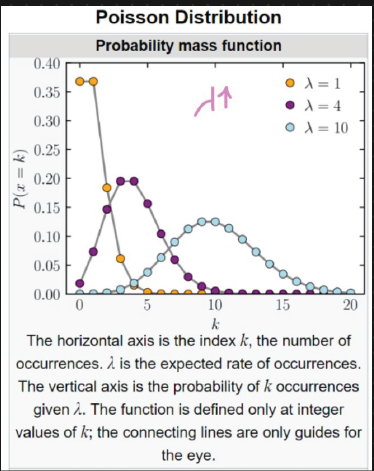 Poisson Distribution
Probability mass function
0.40
0.35
0.30
0.25
0.20
0.15
0.10
0.05
0.00
P(x = k)
λ = 1
λ = 4
λ = 10
0 5 10 15 20
k
The horizontal axis is the index k, the number of
occurrences. λ is the expected rate of occurrences.
The vertical axis is the probability of k occurrences
given λ. The function is defined only at integer
values of k; the connecting lines are only guides for
the eye.